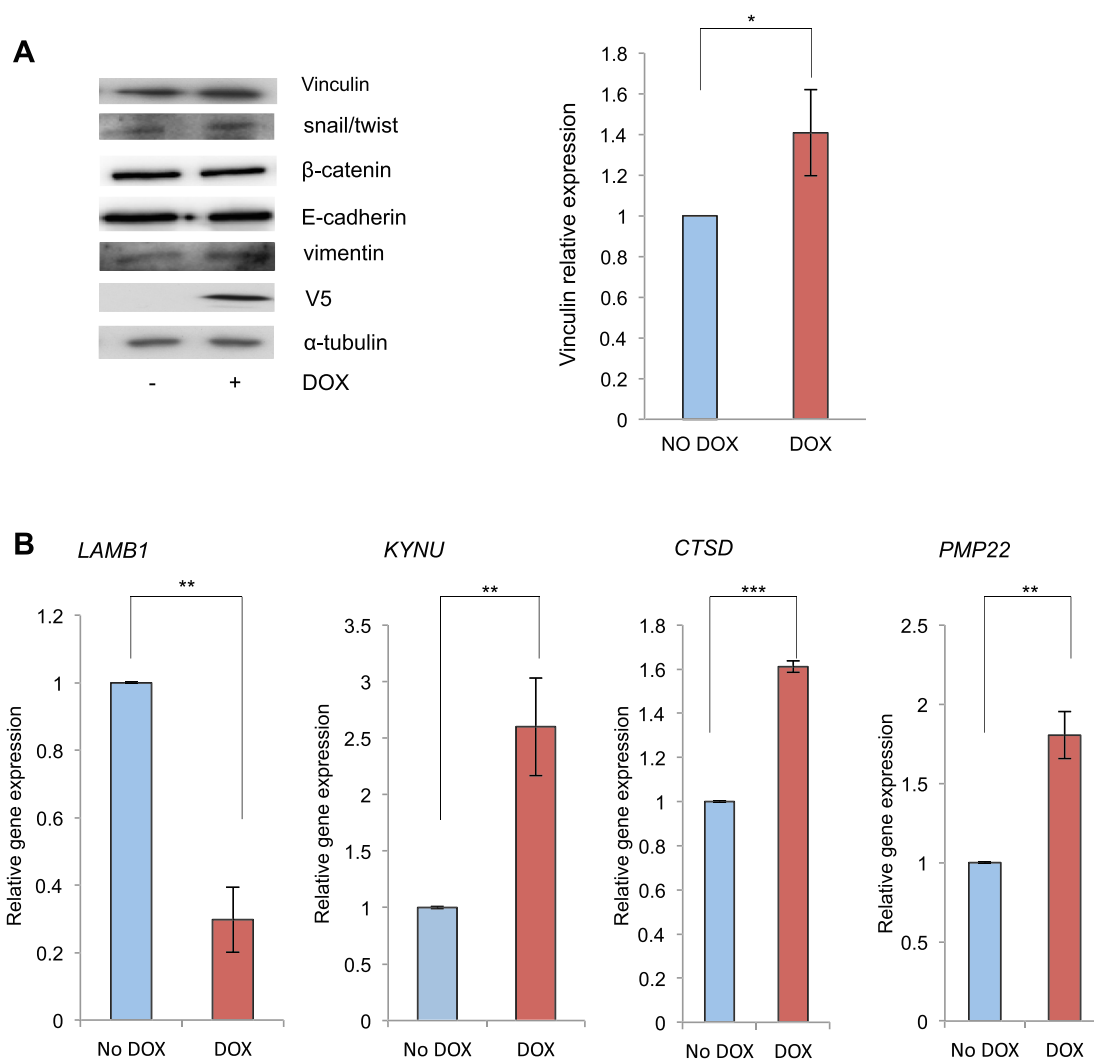 A
Vinculin
snail/twist
β-catenin
E-cadherin
vimentin
V5
α-tubulin
- + DOX
*
Vinculin relative expression
1.8
1.6
1.4
1.2
1
0.8
0.6
0.4
0.2
0
NO DOX DOX
B
LAMB1
**
Relative gene expression
1.2
1
0.8
0.6
0.4
0.2
0
No DOX DOX
KYNU
**
Relative gene expression
3.5
3
2.5
2
1.5
1
0.5
0
No DOX DOX
CTSD
***
Relative gene expression
1.8
1.6
1.4
1.2
1
0.8
0.6
0.4
0.2
0
No DOX DOX
PMP22
**
Relative gene expression
2.5
2
1.5
1
0.5
0
No DOX DOX